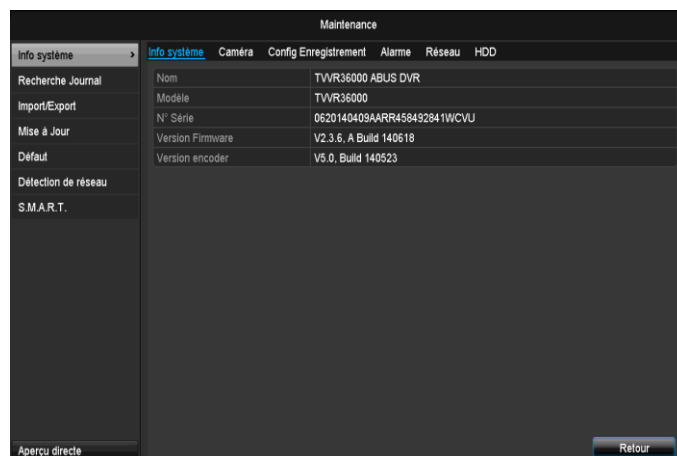 Maintenance
Info système >
Recherche Journal
Import/Export
Mise à Jour
Défaut
Détection de réseau
S.M.A.R.T.
Aperçu directe
Info système Caméra Config Enregistrement Alarme Réseau HDD
Nom TVVR36000 ABUS DVR
Modèle TVVR36000
N° Série 0620140409AARR458492841WCVU
Version Firmware V2.3.6, A Build 140618
Version encoder V5.0, Build 140523
Retour